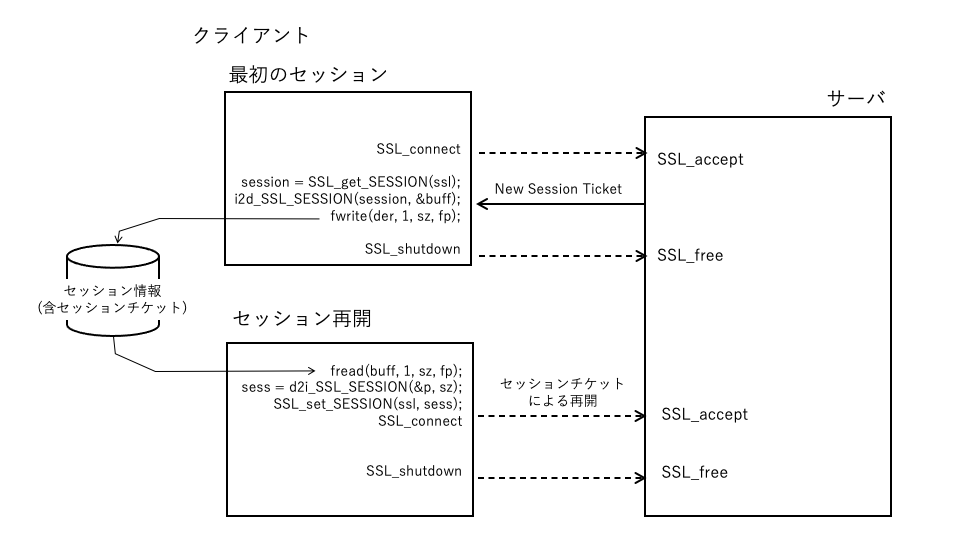 クライアント
最初のセッション
サーバ
SSL_connect
SSL_accept
session = SSL_get_SESSION(ssl);
i2d_SSL_SESSION(session, &buff);
fwrite(der, 1, sz, fp);
New Session Ticket
SSL_shutdown
SSL_free
セッション情報
(含セッションチケット)
セッション再開
fread(buff, 1, sz, fp);
sess = d2i_SSL_SESSION(&p, sz);
SSL_set_SESSION(ssl, sess);
SSL_connect
セッションチケット
による再開
SSL_accept
SSL_shutdown
SSL_free